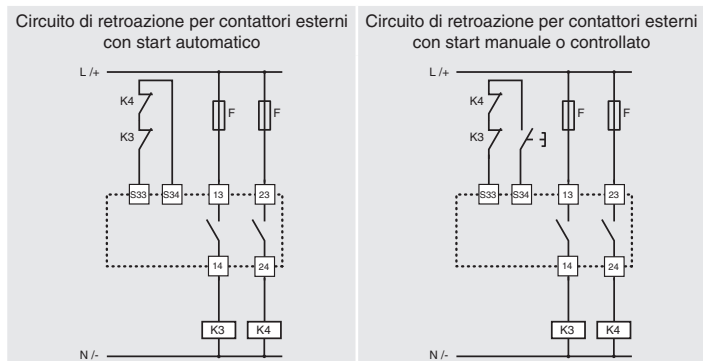 Circuito di retroazione per contattori esterni
con start automatico
L /+
K4
F
F
K3
S33
S34
13
23
14
24
K3
K4
N /-
Circuito di retroazione per contattori esterni
con start manuale o controllato
L /+
K4
F
F
K3
S33
S34
13
23
14
24
K3
K4
N /-